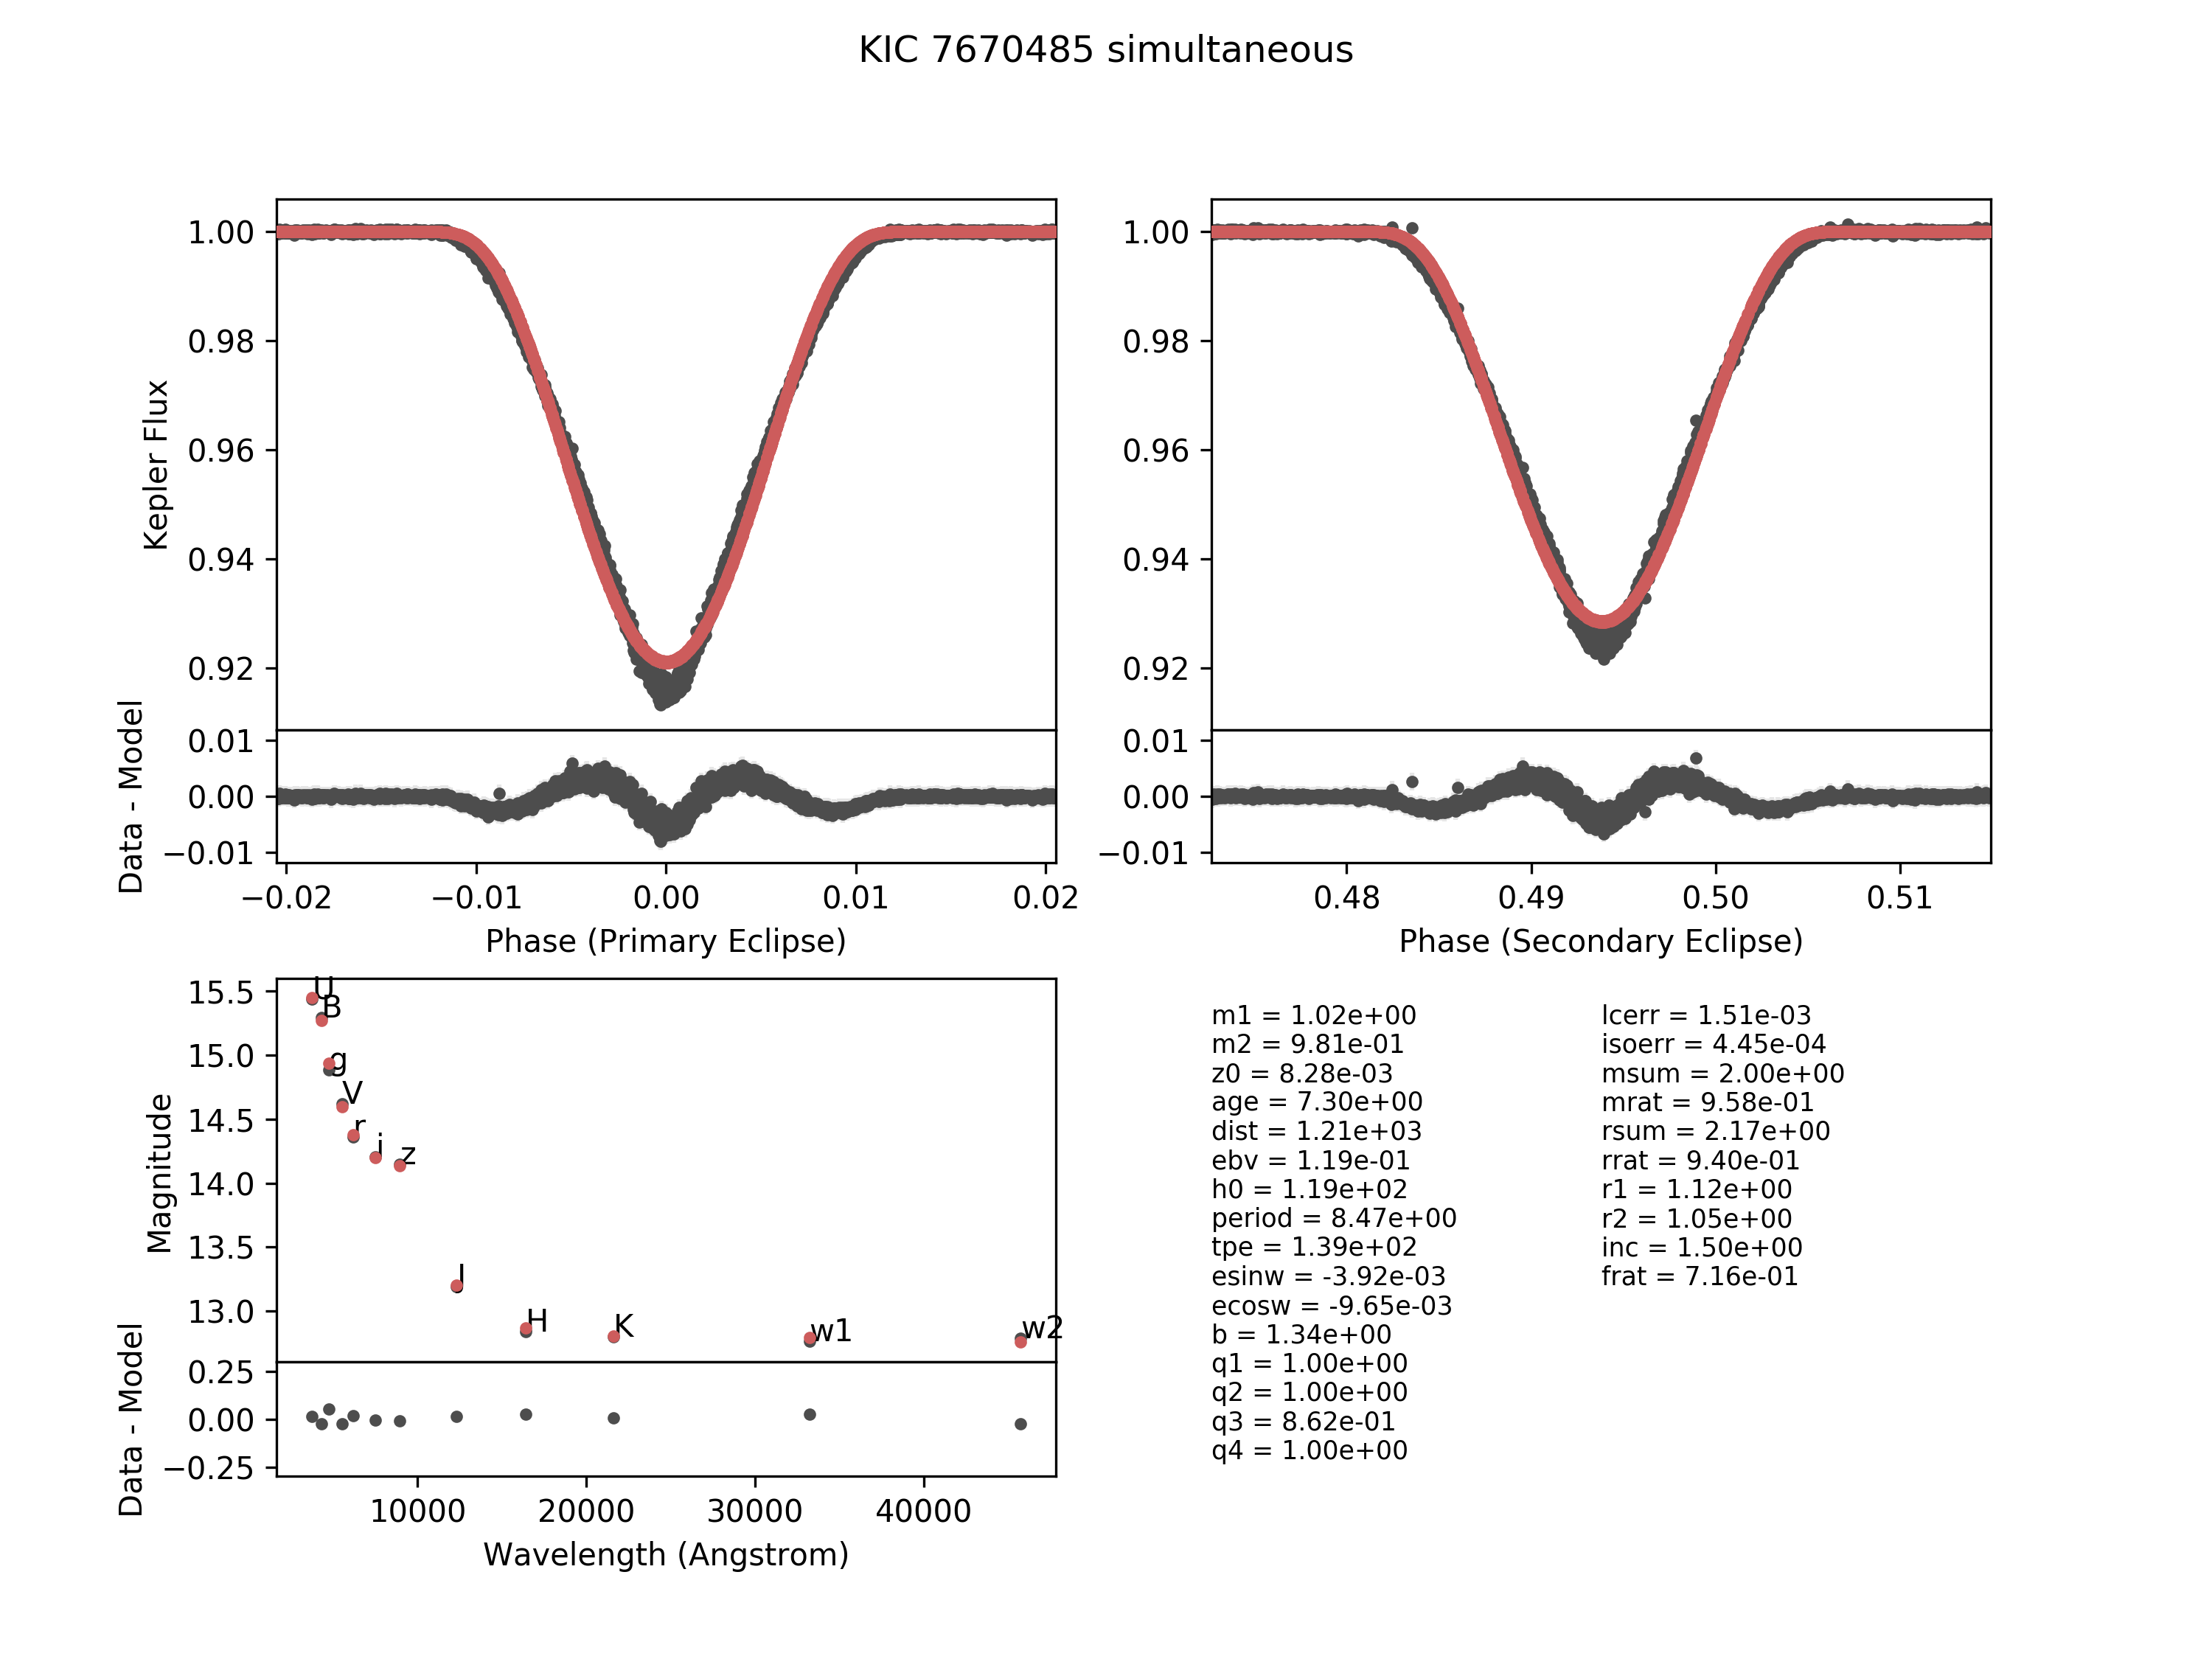 KIC 7670485 simultaneous
Kepler Flux
1.00
0.98
0.96
0.94
0.92
1.00
0.98
0.96
0.94
0.92
Data - Model
0.01
0.00
−0.01
0.01
0.00
−0.01
−0.02 −0.01 0.00 0.01 0.02
0.48 0.49 0.50 0.51
Phase (Primary Eclipse)
Phase (Secondary Eclipse)
Magnitude
15.5
15.0
14.5
14.0
13.5
13.0
U
B
g
V
r
i
z
J
H
K
w1
w2
Data - Model
0.25
0.00
−0.25
10000 20000 30000 40000
Wavelength (Angstrom)
m1 = 1.02e+00
m2 = 9.81e-01
z0 = 8.28e-03
age = 7.30e+00
dist = 1.21e+03
ebv = 1.19e-01
h0 = 1.19e+02
period = 8.47e+00
tpe = 1.39e+02
esinw = -3.92e-03
ecosw = -9.65e-03
b = 1.34e+00
q1 = 1.00e+00
q2 = 1.00e+00
q3 = 8.62e-01
q4 = 1.00e+00
lcerr = 1.51e-03
isoerr = 4.45e-04
msum = 2.00e+00
mrat = 9.58e-01
rsum = 2.17e+00
rrat = 9.40e-01
r1 = 1.12e+00
r2 = 1.05e+00
inc = 1.50e+00
frat = 7.16e-01